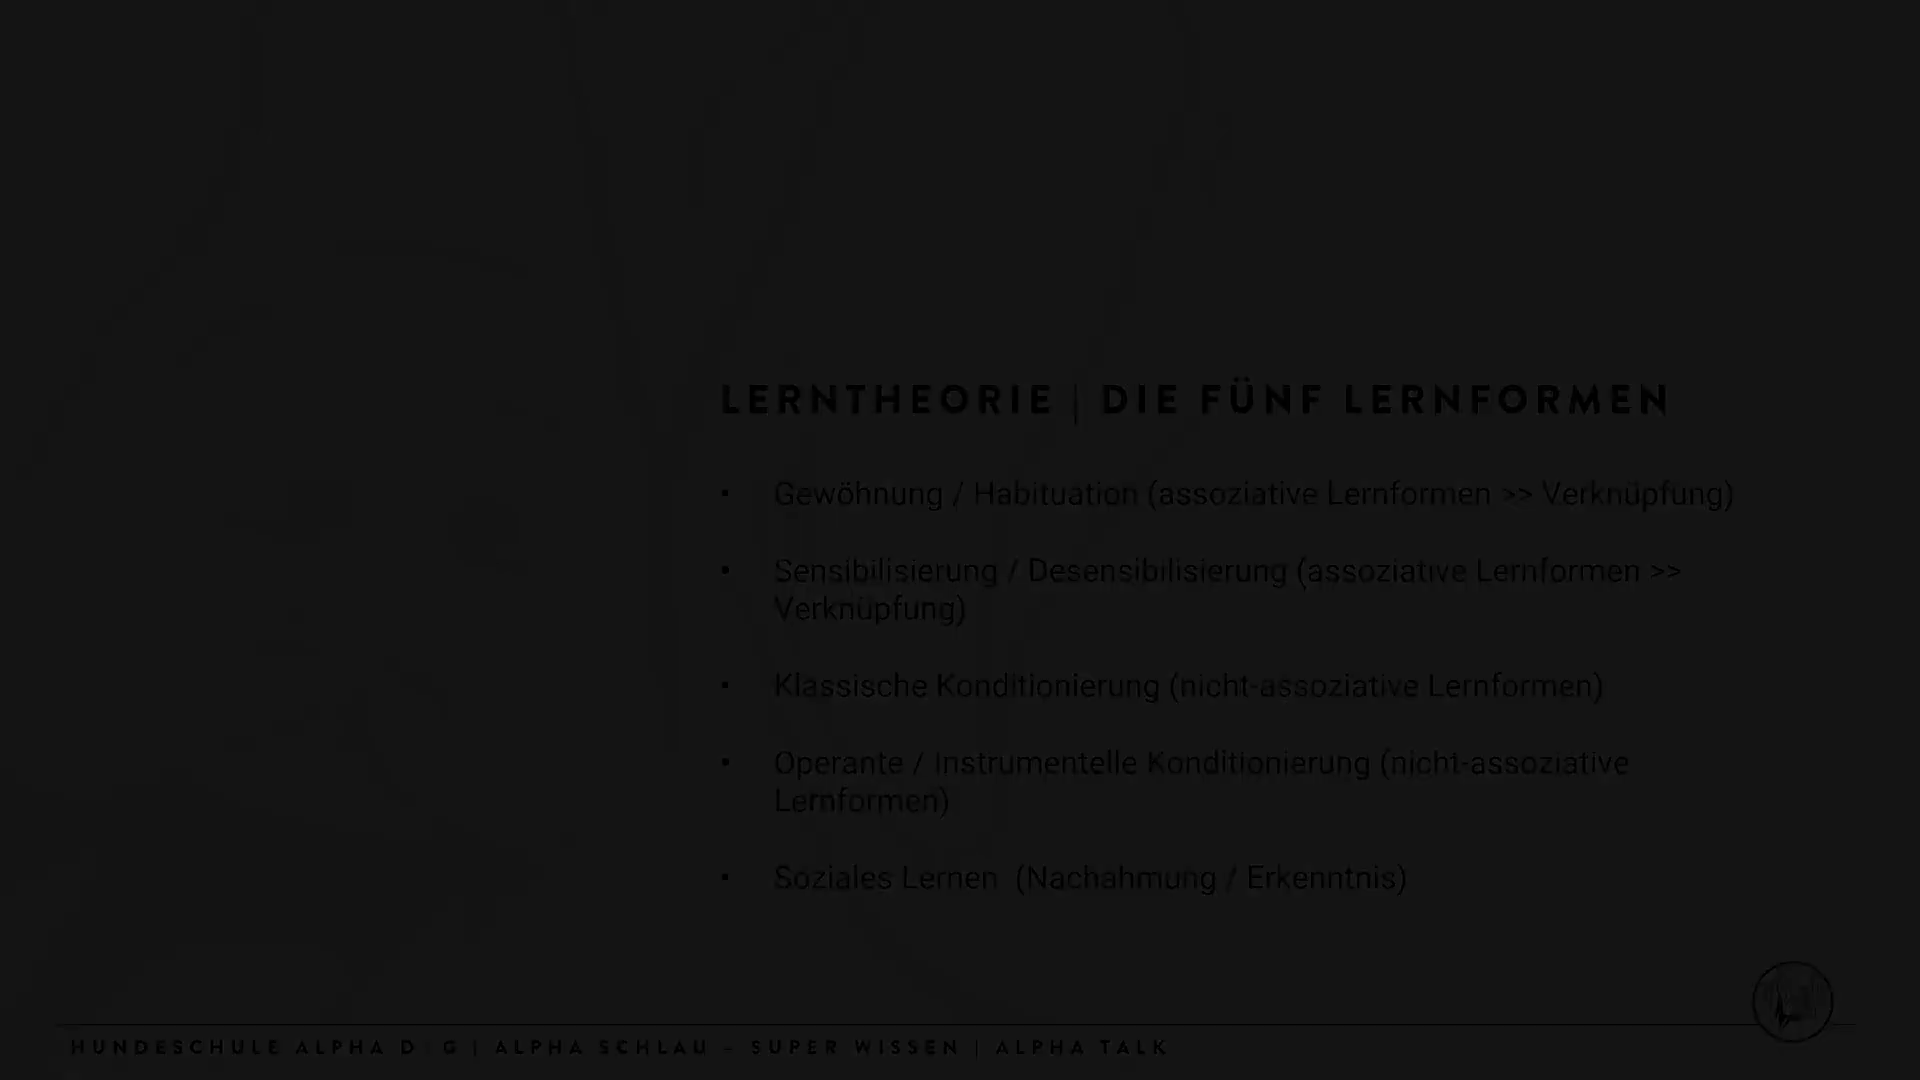 LERNTHEORIE | DIE FÜNF LERNFORMEN
• Gewöhnung / Habituation (assoziative Lernformen >> Verknüpfung)
• Sensibilisierung / Desensibilisierung (assoziative Lernformen >>
Verknüpfung)
• Klassische Konditionierung (nicht-assoziative Lernformen)
• Operante / Instrumentelle Konditionierung (nicht-assoziative
Lernformen)
• Soziales Lernen (Nachahmung / Erkenntnis)
HUNDESCHULE ALPHA DOG | ALPHA SCHLAU – SUPER WISSEN | ALPHA TALK